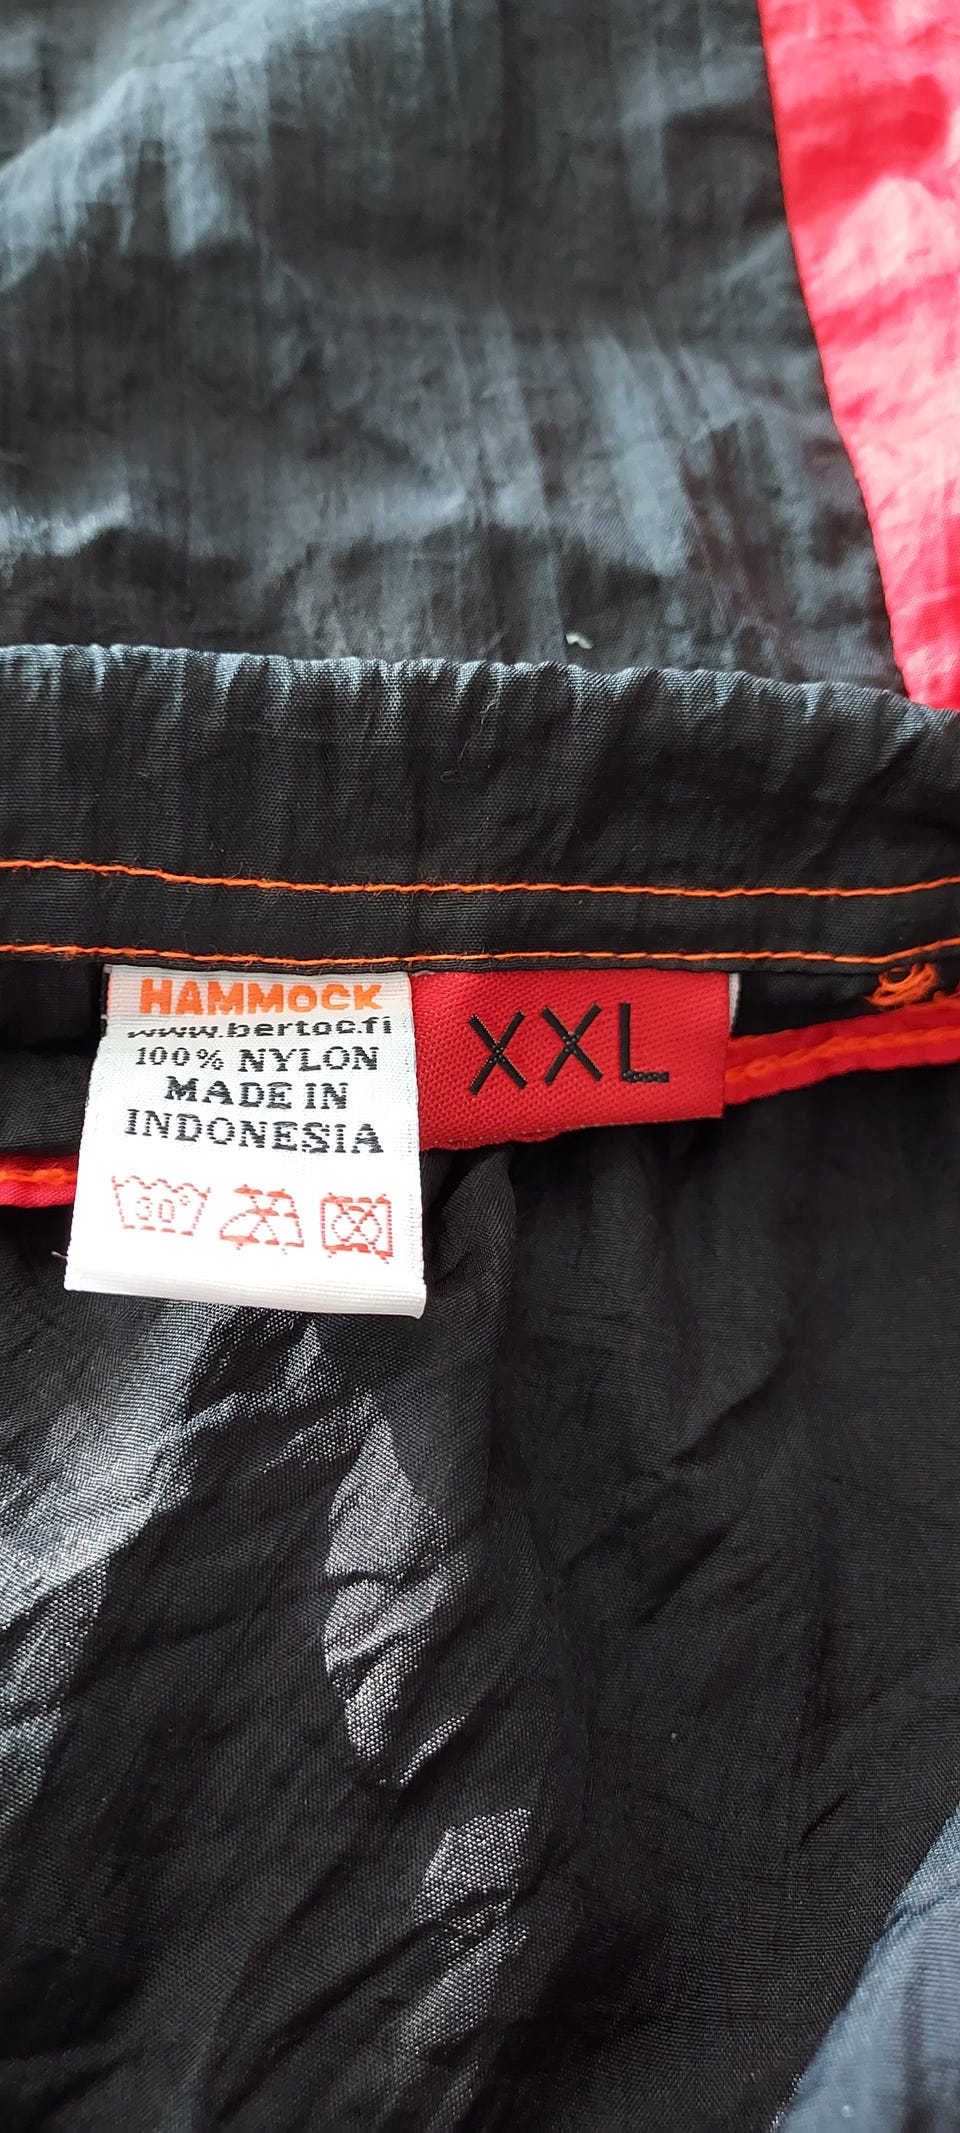 HAMMOCK
www.bertoc.fi
100% NYLON
MADE IN
INDONESIA
30°
XXL